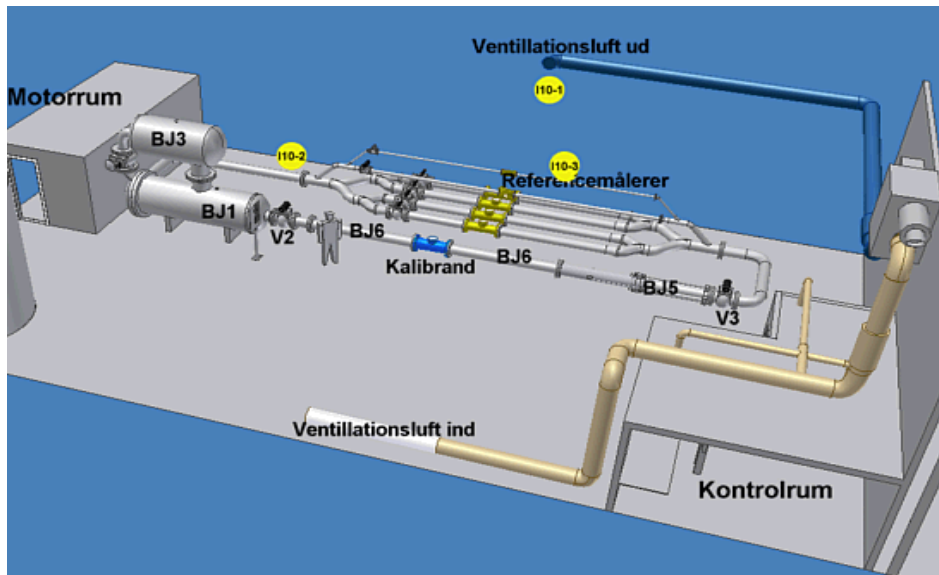 Ventillationsluft ud
I10-1
Motorrum
BJ3
I10-2
I10-3
Referencemålerer
BJ1
V2
BJ6
Kalibrand
BJ6
BJ5
V3
Ventillationsluft ind
Kontrolrum